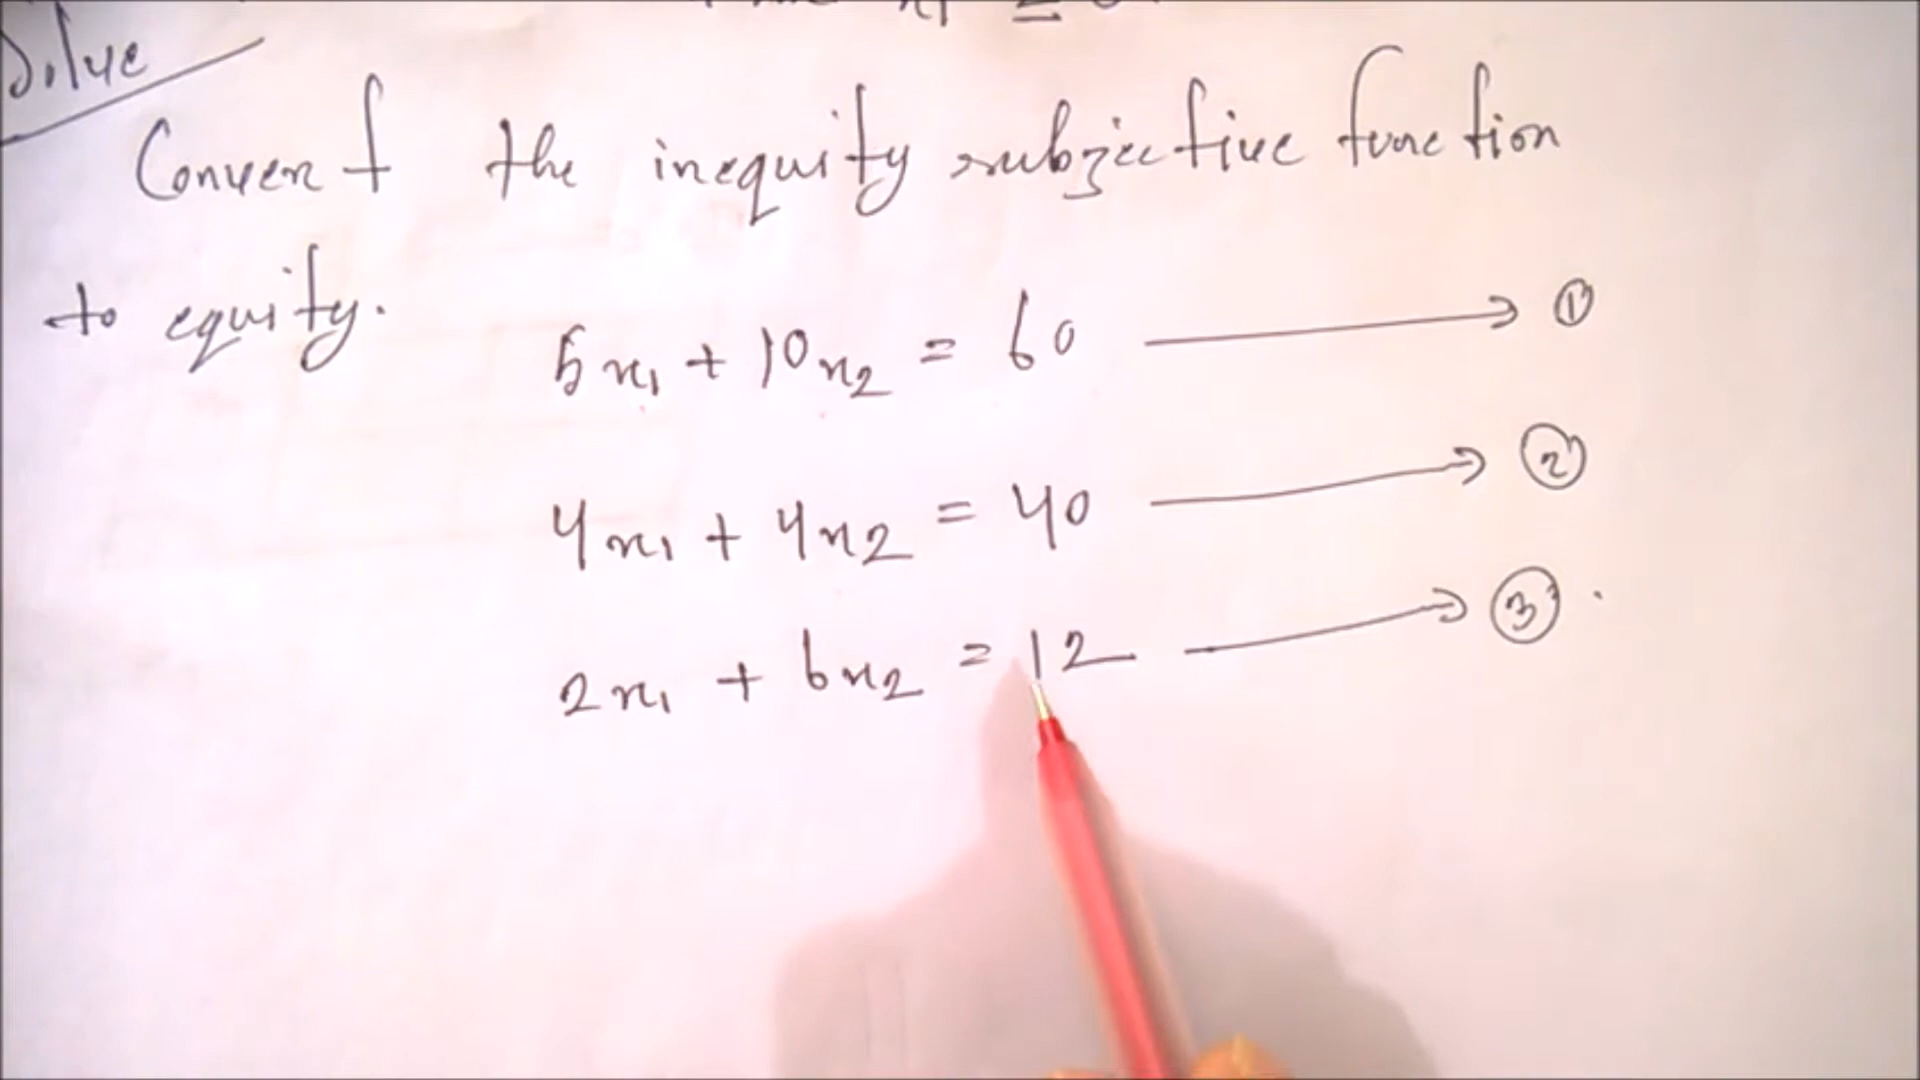 Solve
Convert the inequity subjective function
to equity.
5x₁ + 10x₂ = 60 → ①
4x₁ + 4x₂ = 40 → ②
2x₁ + 6x₂ = 12 → ③.